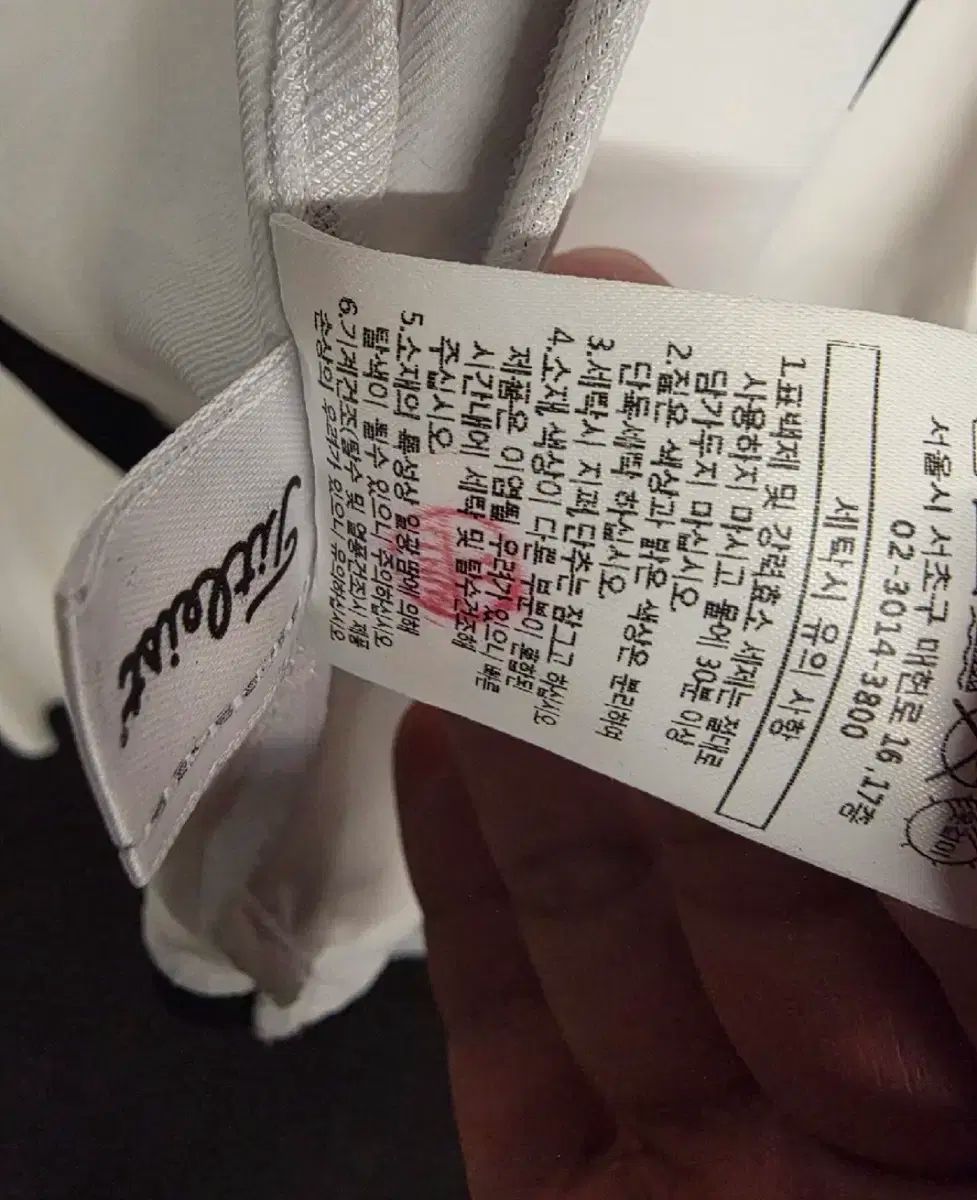 서울시 서초구 매헌로 16, 17층
02-3014-3800
세탁시 유의 사항
1.표백제 및 강력효소 세제는 절대로
사용하지 마시고 물에 30분 이상
담가두지 마십시오
2.짙은 색상과 맑은 색상은 분리하여
단독세탁 하십시오
3.세탁시 지퍼,단추는 잠그고 하십시오
4.소재, 색상이 다른 부분이 포함된
제품은 이염될 우려가 있으니 빠른
시간내에 세탁 및 탈수건조해
주십시오
5.소재의 특성상 일광,땀에 의해
탈색이 될수 있으니 주의하십시오
6.기계건조(탈수 및 열풍건조시 제품
손상의 우려가 있으니 유의하십시오
Titleist